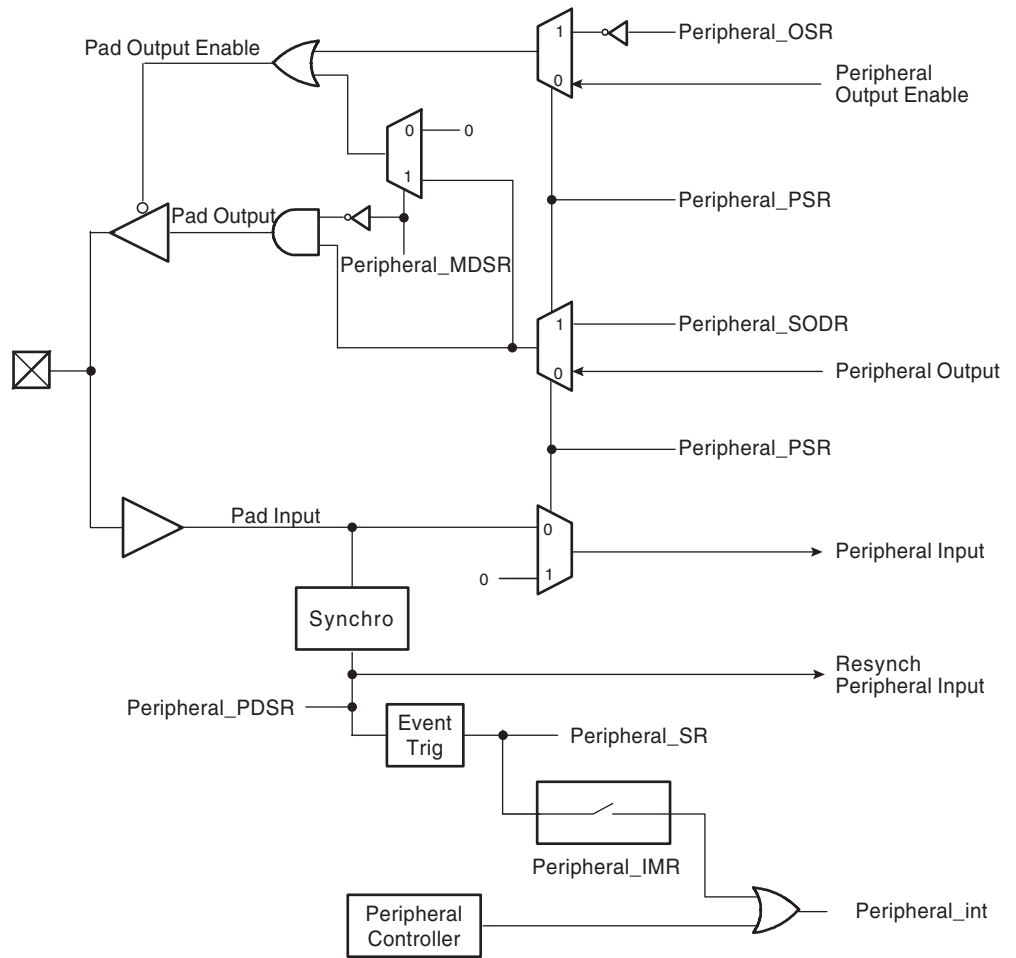 1
Peripheral_OSR
Pad Output Enable
0
Peripheral
Output Enable
0
0
1
Peripheral_PSR
Pad Output
Peripheral_MDSR
1
Peripheral_SODR
0
Peripheral Output
Peripheral_PSR
Pad Input
0
Peripheral Input
0
1
Synchro
Resynch
Peripheral Input
Peripheral_PDSR
Event
Trig
Peripheral_SR
Peripheral_IMR
Peripheral
Controller
Peripheral_int